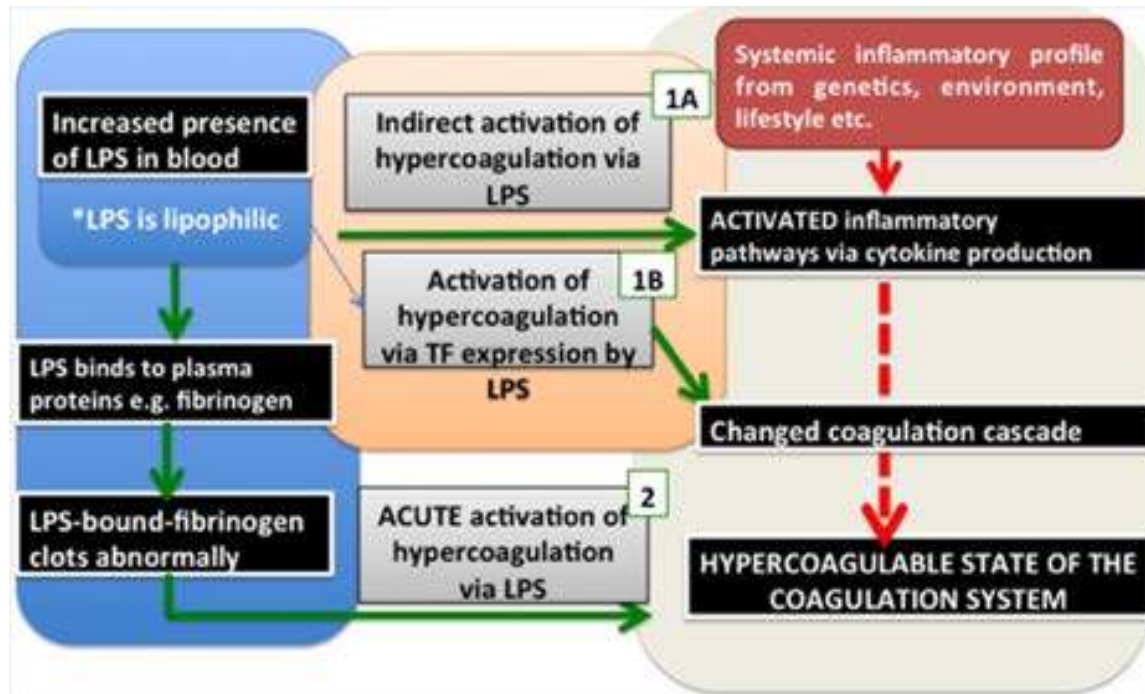 Increased presence
of LPS in blood
*LPS is lipophilic
LPS binds to plasma
proteins e.g. fibrinogen
LPS-bound-fibrinogen
clots abnormally
1A
Indirect activation of
hypercoagulation via
LPS
1B
Activation of
hypercoagulation
via TF expression by
LPS
2
ACUTE activation of
hypercoagulation
via LPS
Systemic inflammatory profile
from genetics, environment,
lifestyle etc.
ACTIVATED inflammatory
pathways via cytokine production
Changed coagulation cascade
HYPERCOAGULABLE STATE OF THE
COAGULATION SYSTEM